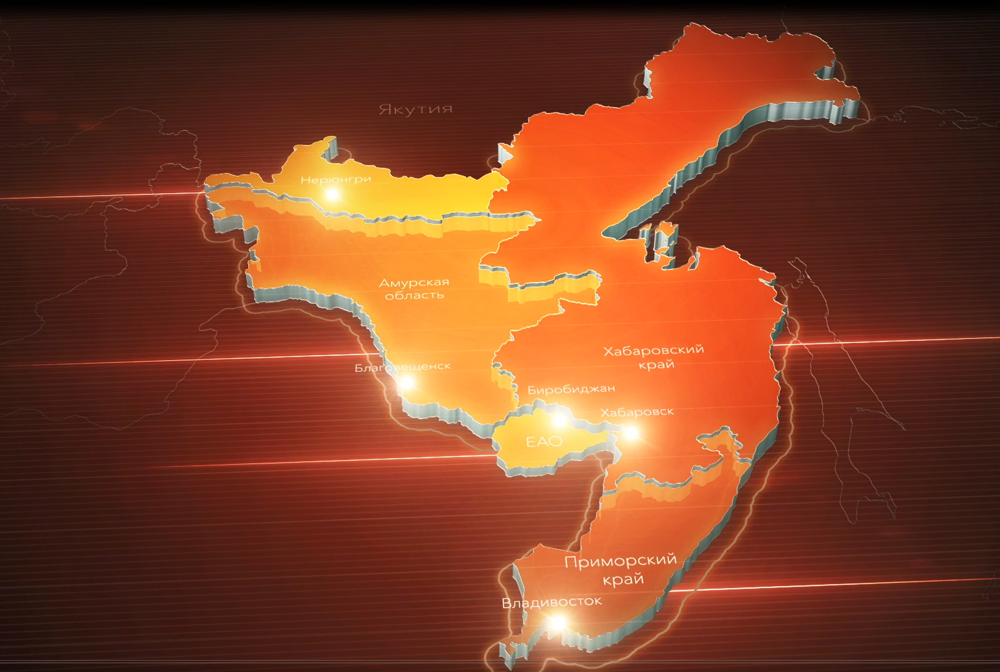 Якутия
Нерюнгри
Амурская
область
Хабаровский
край
Благовещенск
Биробиджан
Хабаровск
ЕАО
Приморский
край
Владивосток